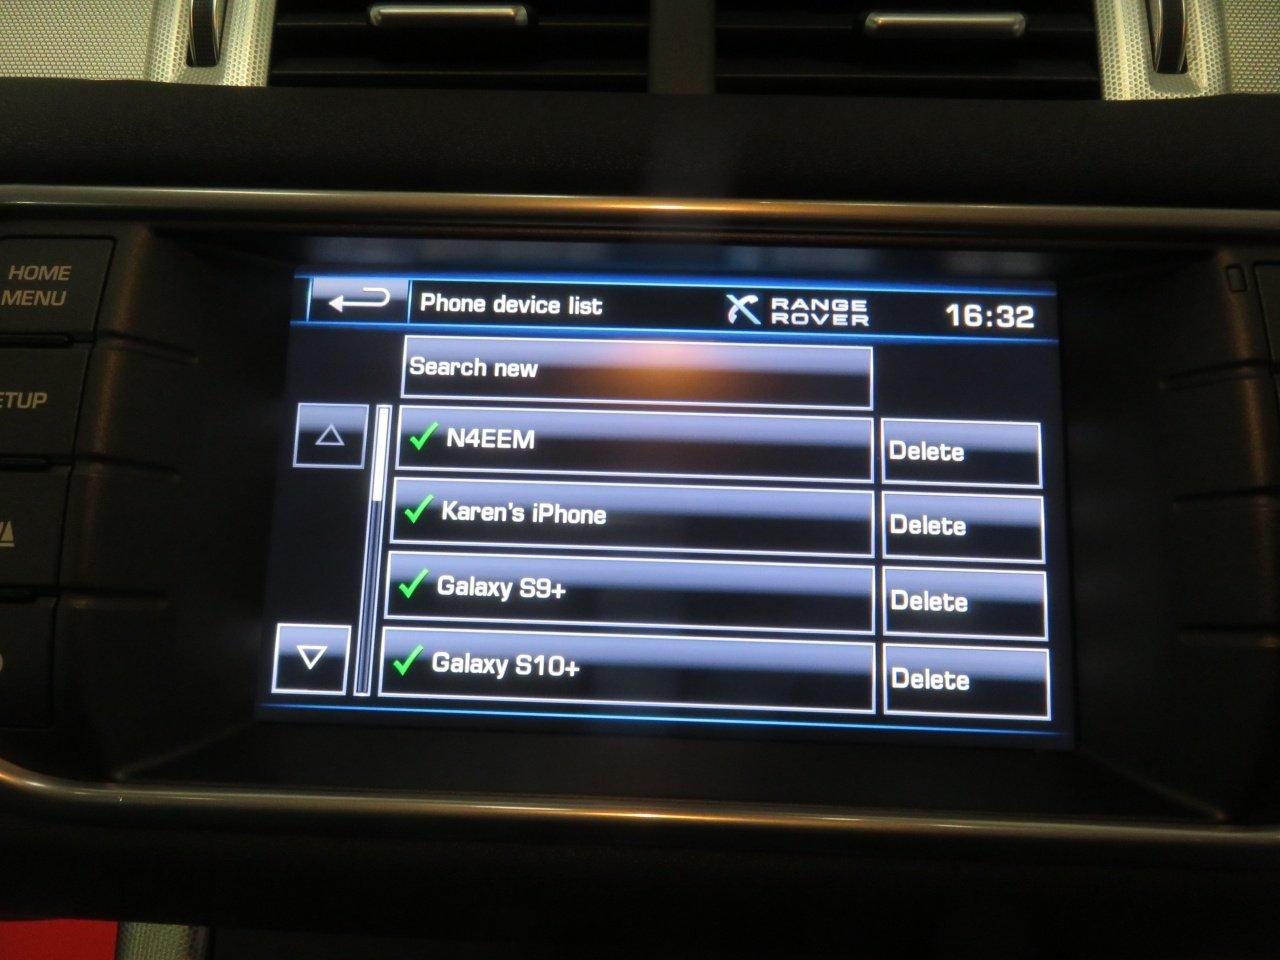 HOME
MENU
ETUP
Phone device list
RANGE
ROVER
16:32
Search new
N4EEM
Delete
Karen's iPhone
Delete
Galaxy S9+
Delete
Galaxy S10+
Delete